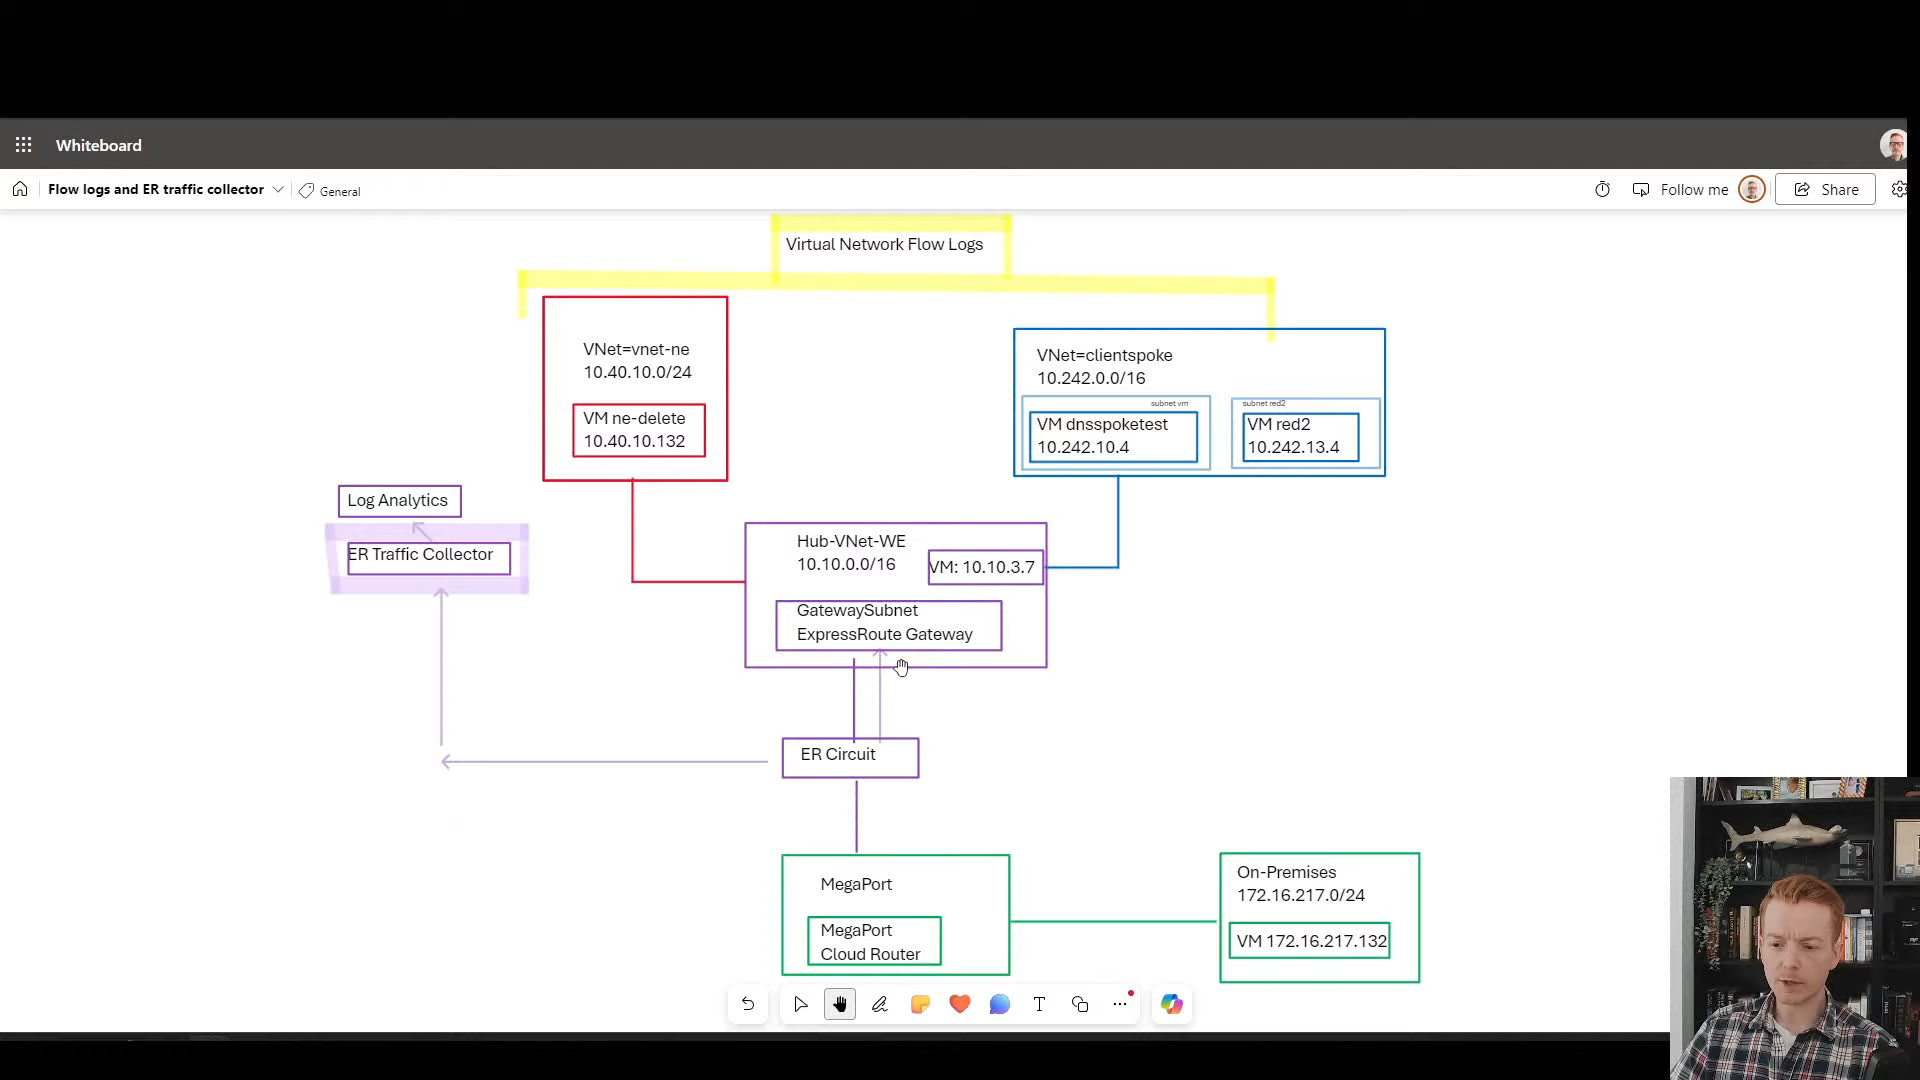 Whiteboard
Flow logs and ER traffic collector
General
Follow me
Share
Virtual Network Flow Logs
VNet=vnet-ne
10.40.10.0/24
VM ne-delete
10.40.10.132
VNet=clientspoke
10.242.0.0/16
subnet vm
VM dnsspoketest
10.242.10.4
subnet red2
VM red2
10.242.13.4
Log Analytics
ER Traffic Collector
Hub-VNet-WE
10.10.0.0/16
VM: 10.10.3.7
GatewaySubnet
ExpressRoute Gateway
ER Circuit
MegaPort
MegaPort
Cloud Router
On-Premises
172.16.217.0/24
VM 172.16.217.132
T